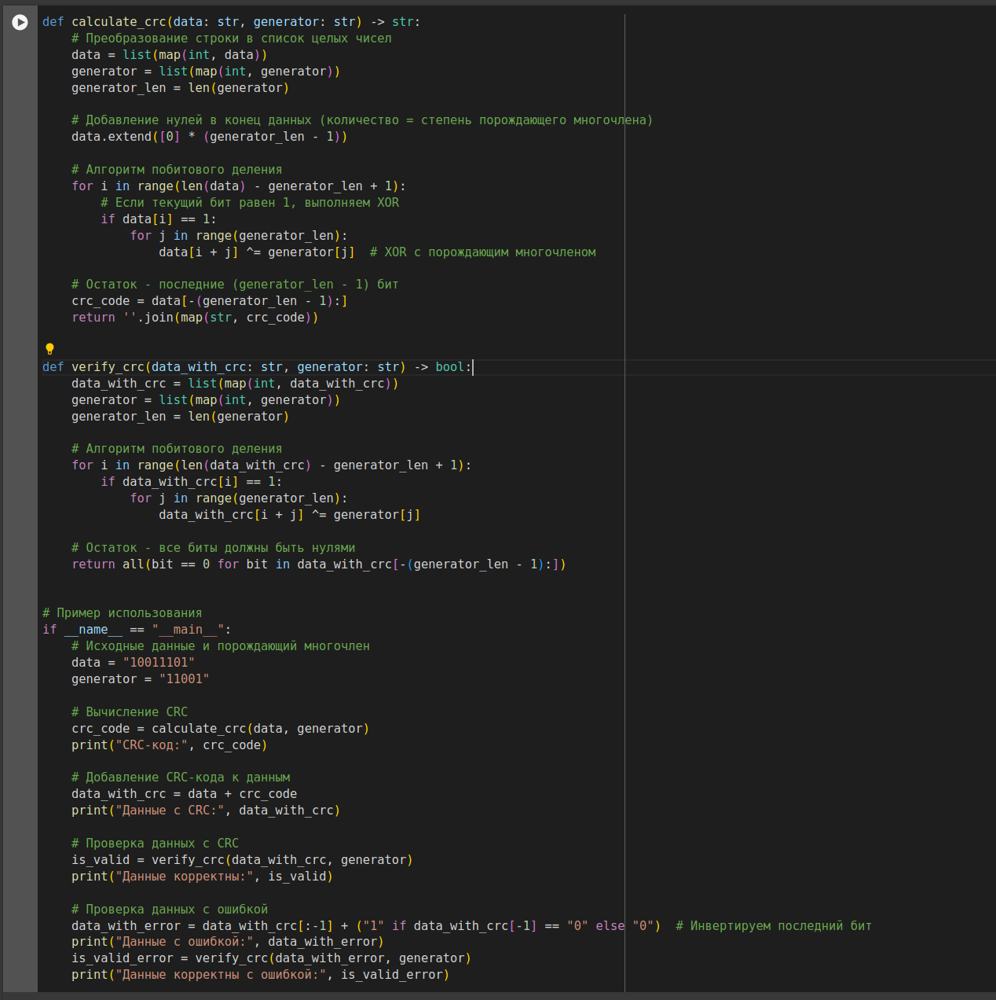 def calculate_crc(data: str, generator: str) -> str:
    # Преобразование строки в список целых чисел
    data = list(map(int, data))
    generator = list(map(int, generator))
    generator_len = len(generator)

    # Добавление нулей в конец данных (количество = степень порождающего многочлена)
    data.extend([0] * (generator_len - 1))

    # Алгоритм побитового деления
    for i in range(len(data) - generator_len + 1):
        # Если текущий бит равен 1, выполняем XOR
        if data[i] == 1:
            for j in range(generator_len):
                data[i + j] ^= generator[j]  # XOR с порождающим многочленом

    # Остаток - последние (generator_len - 1) бит
    crc_code = data[-(generator_len - 1):]
    return ''.join(map(str, crc_code))

def verify_crc(data_with_crc: str, generator: str) -> bool:
    data_with_crc = list(map(int, data_with_crc))
    generator = list(map(int, generator))
    generator_len = len(generator)

    # Алгоритм побитового деления
    for i in range(len(data_with_crc) - generator_len + 1):
        if data_with_crc[i] == 1:
            for j in range(generator_len):
                data_with_crc[i + j] ^= generator[j]

    # Остаток - все биты должны быть нулями
    return all(bit == 0 for bit in data_with_crc[-(generator_len - 1):])


# Пример использования
if __name__ == "__main__":
    # Исходные данные и порождающий многочлен
    data = "10011101"
    generator = "11001"

    # Вычисление CRC
    crc_code = calculate_crc(data, generator)
    print("CRC-код:", crc_code)

    # Добавление CRC-кода к данным
    data_with_crc = data + crc_code
    print("Данные с CRC:", data_with_crc)

    # Проверка данных с CRC
    is_valid = verify_crc(data_with_crc, generator)
    print("Данные корректны:", is_valid)

    # Проверка данных с ошибкой
    data_with_error = data_with_crc[:-1] + ("1" if data_with_crc[-1] == "0" else "0")  # Инвертируем последний бит
    print("Данные с ошибкой:", data_with_error)
    is_valid_error = verify_crc(data_with_error, generator)
    print("Данные корректны с ошибкой:", is_valid_error)